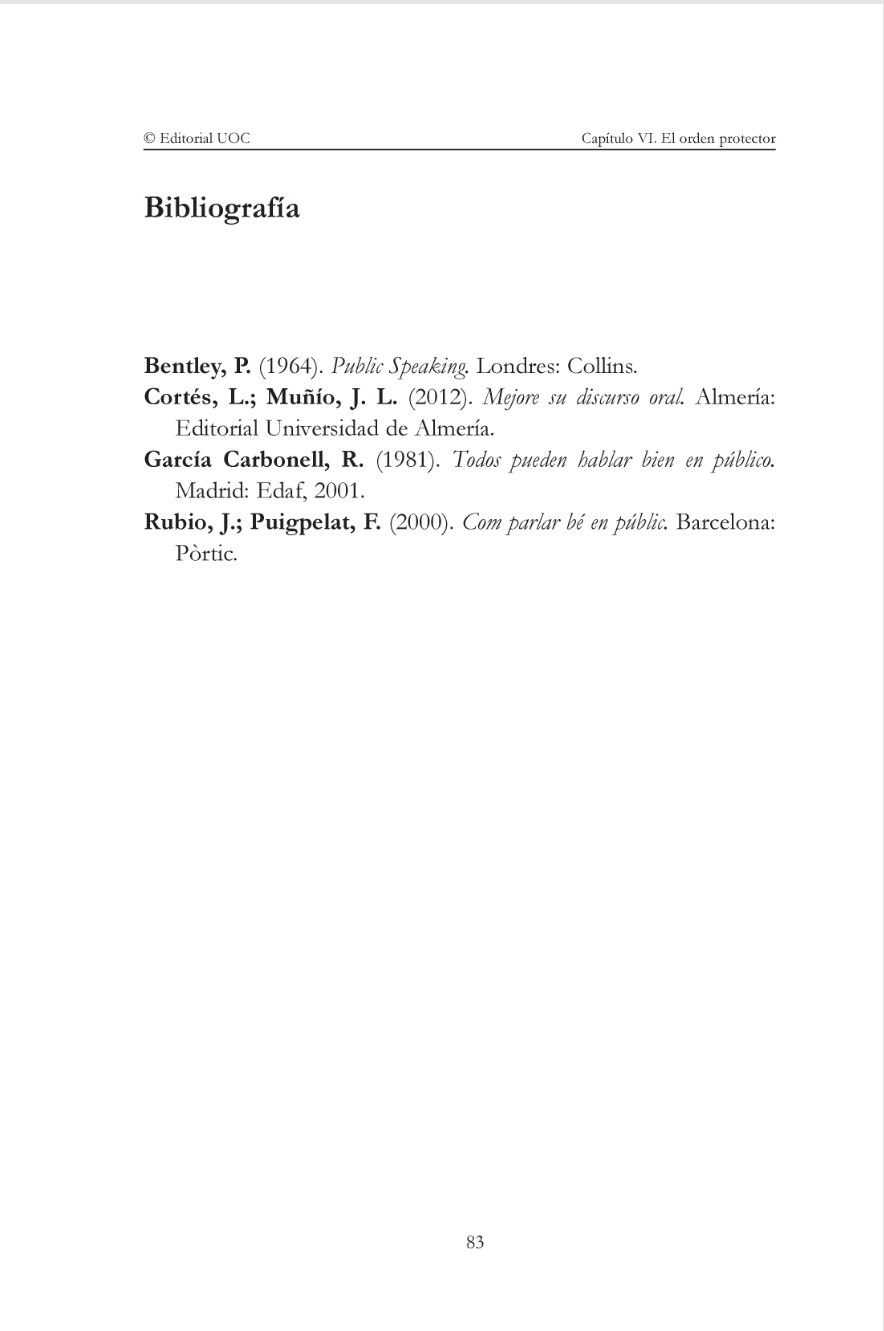 © Editorial UOC Capítulo VI. El orden protector
Bibliografía
Bentley, P. (1964). Public Speaking. Londres: Collins.
Cortés, L.; Muñío, J. L. (2012). Mejore su discurso oral. Almería:
Editorial Universidad de Almería.
García Carbonell, R. (1981). Todos pueden hablar bien en público.
Madrid: Edaf, 2001.
Rubio, J.; Puigpelat, F. (2000). Com parlar bé en públic. Barcelona:
Pòrtic.
83